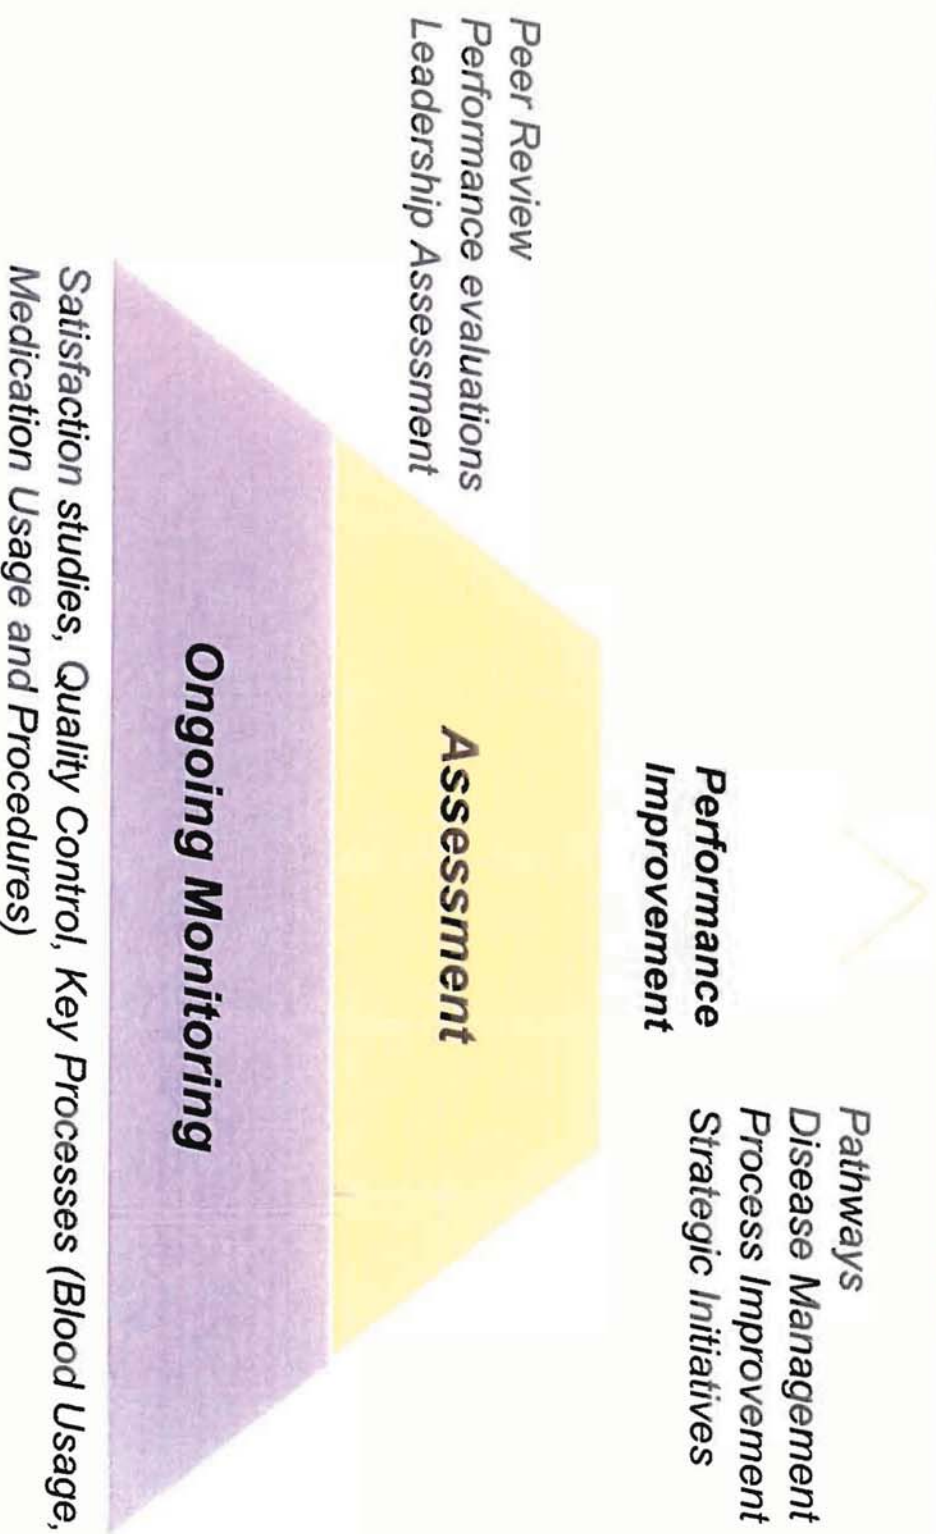 Performance
Improvement
Pathways
Disease Management
Process Improvement
Strategic Initiatives
Peer Review
Performance evaluations
Leadership Assessment
Assessment
Ongoing Monitoring
Satisfaction studies, Quality Control, Key Processes (Blood Usage,
Medication Usage and Procedures)